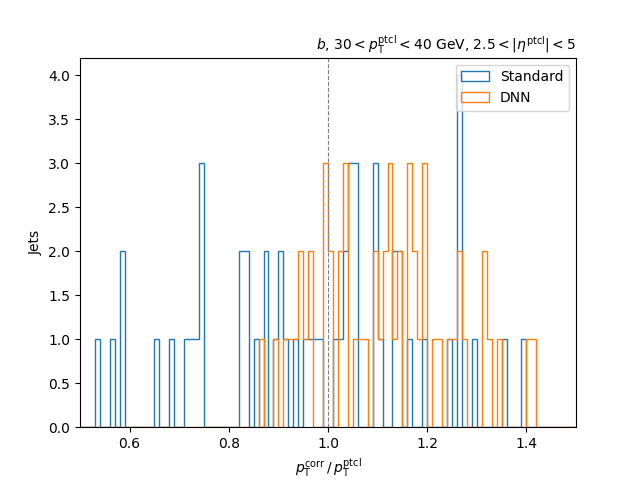 b, 30 < p_T^ptcl < 40 GeV, 2.5 < |η^ptcl| < 5
4.0
3.5
3.0
2.5
2.0
1.5
1.0
0.5
0.0
Jets
Standard
DNN
0.6 0.8 1.0 1.2 1.4
p_T^corr / p_T^ptcl